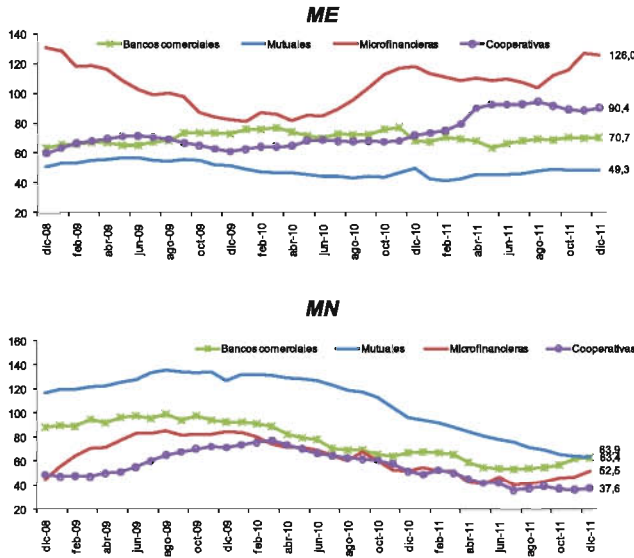 ME
140
120
100
80
60
40
20
Bancos comerciales
Mutuales
Microfinancieras
Cooperativas
126,0
90,4
70,7
49,3
dic-08
feb-09
abr-09
jun-09
ago-09
oct-09
dic-09
feb-10
abr-10
jun-10
ago-10
oct-10
dic-10
feb-11
abr-11
jun-11
ago-11
oct-11
dic-11
MN
160
140
120
100
80
60
40
20
Bancos comerciales
Mutuales
Microfinancieras
Cooperativas
63,9
63,4
52,5
37,6
dic-08
feb-09
abr-09
jun-09
ago-09
oct-09
dic-09
feb-10
abr-10
jun-10
ago-10
oct-10
dic-10
feb-11
abr-11
jun-11
ago-11
oct-11
dic-11